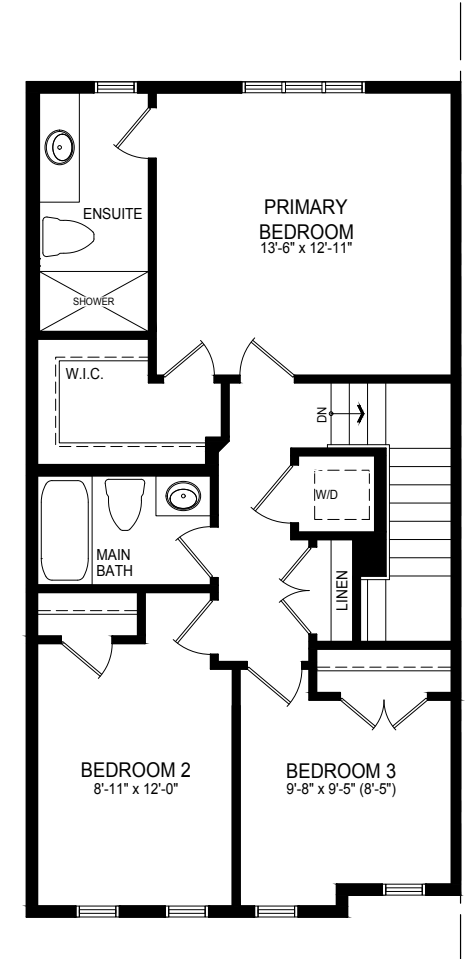 PRIMARY
BEDROOM
13'-6" x 12'-11"
ENSUITE
SHOWER
W.I.C.
DN
W/D
MAIN
BATH
LINEN
BEDROOM 2
8'-11" x 12'-0"
BEDROOM 3
9'-8" x 9'-5" (8'-5")